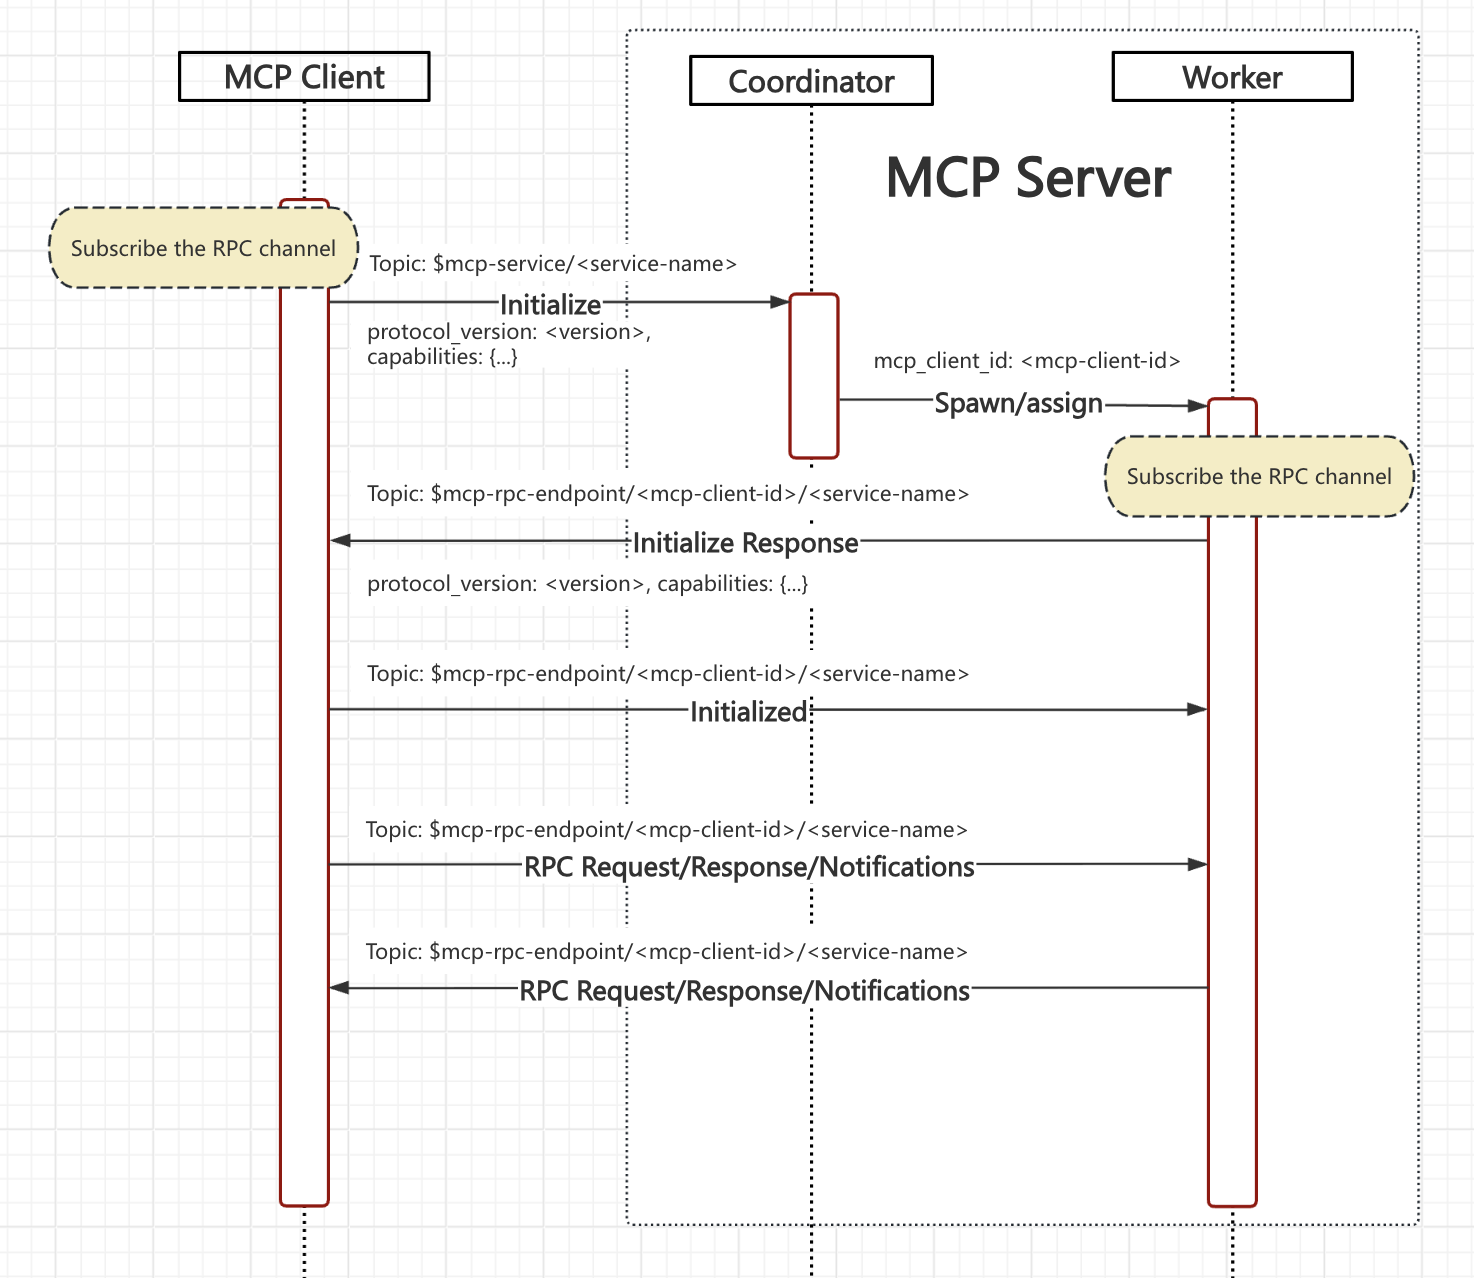 MCP Client
Coordinator
Worker
MCP Server
Subscribe the RPC channel
Topic: $mcp-service/<service-name>
Initialize
protocol_version: <version>,
capabilities: {...}
mcp_client_id: <mcp-client-id>
Spawn/assign
Subscribe the RPC channel
Topic: $mcp-rpc-endpoint/<mcp-client-id>/<service-name>
Initialize Response
protocol_version: <version>, capabilities: {...}
Topic: $mcp-rpc-endpoint/<mcp-client-id>/<service-name>
Initialized
Topic: $mcp-rpc-endpoint/<mcp-client-id>/<service-name>
RPC Request/Response/Notifications
Topic: $mcp-rpc-endpoint/<mcp-client-id>/<service-name>
RPC Request/Response/Notifications